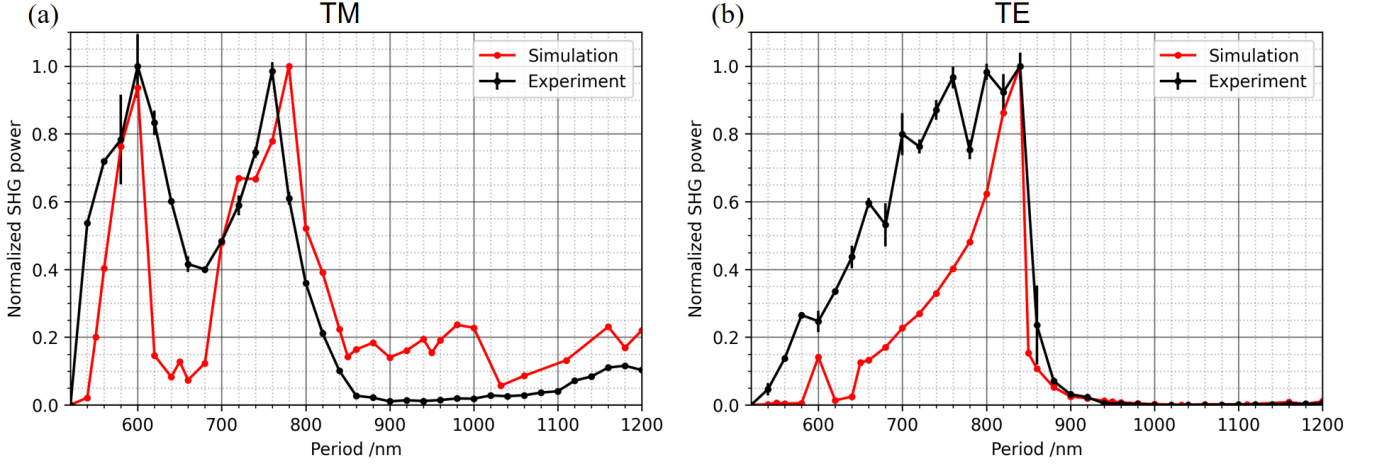 (a) TM
Normalized SHG power
1.0
0.8
0.6
0.4
0.2
0.0
Simulation
Experiment
600 700 800 900 1000 1100 1200
Period /nm
(b) TE
Normalized SHG power
1.0
0.8
0.6
0.4
0.2
0.0
Simulation
Experiment
600 700 800 900 1000 1100 1200
Period /nm